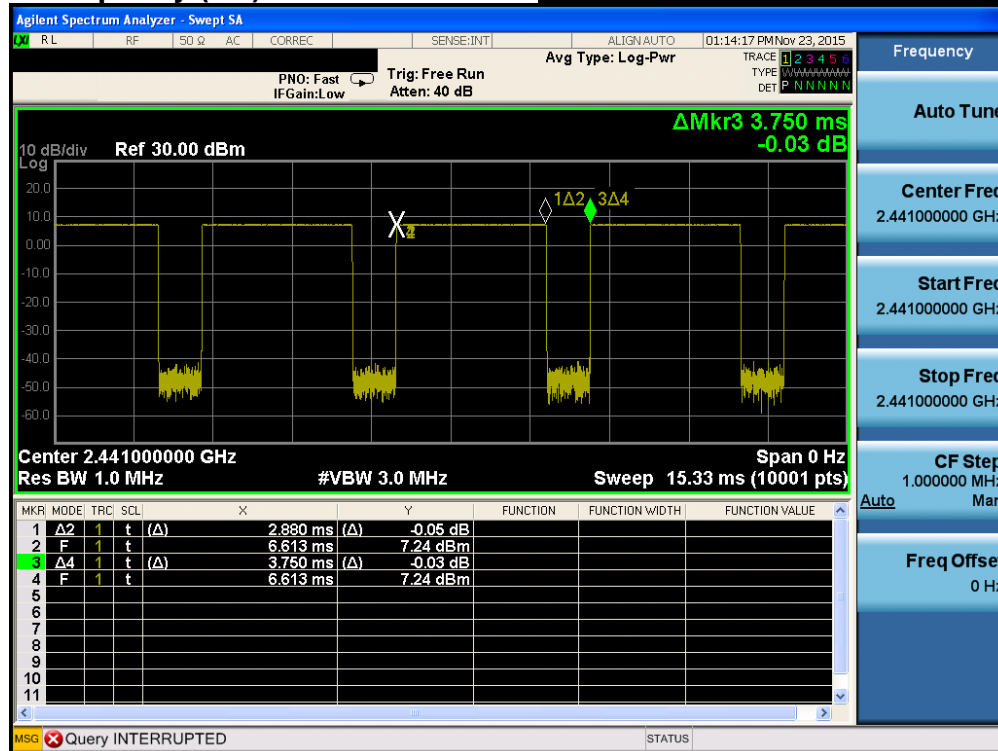 Agilent Spectrum Analyzer - Swept SA
LXI RL RF 50 Ω AC CORREC SENSE:INT ALIGN AUTO 01:14:17 PM Nov 23, 2015
Avg Type: Log-Pwr TRACE 1 2 3 4 5 6
PNO: Fast Trig: Free Run TYPE
IFGain:Low Atten: 40 dB DET P N N N N N
ΔMkr3 3.750 ms
-0.03 dB
10 dB/div Ref 30.00 dBm
Log
20.0
10.0
0.00
-10.0
-20.0
-30.0
-40.0
-50.0
-60.0
X
1Δ2 3Δ4
Center 2.441000000 GHz Span 0 Hz
Res BW 1.0 MHz #VBW 3.0 MHz Sweep 15.33 ms (10001 pts)
MKR MODE TRC SCL X Y FUNCTION FUNCTION WIDTH FUNCTION VALUE
1 Δ2 1 t (Δ) 2.880 ms (Δ) -0.05 dB
2 F 1 t 6.613 ms 7.24 dBm
3 Δ4 1 t (Δ) 3.750 ms (Δ) -0.03 dB
4 F 1 t 6.613 ms 7.24 dBm
5
6
7
8
9
10
11
MSG Query INTERRUPTED STATUS
Frequency
Auto Tune
Center Freq
2.441000000 GHz
Start Freq
2.441000000 GHz
Stop Freq
2.441000000 GHz
CF Step
1.000000 MHz
Auto Man
Freq Offset
0 Hz